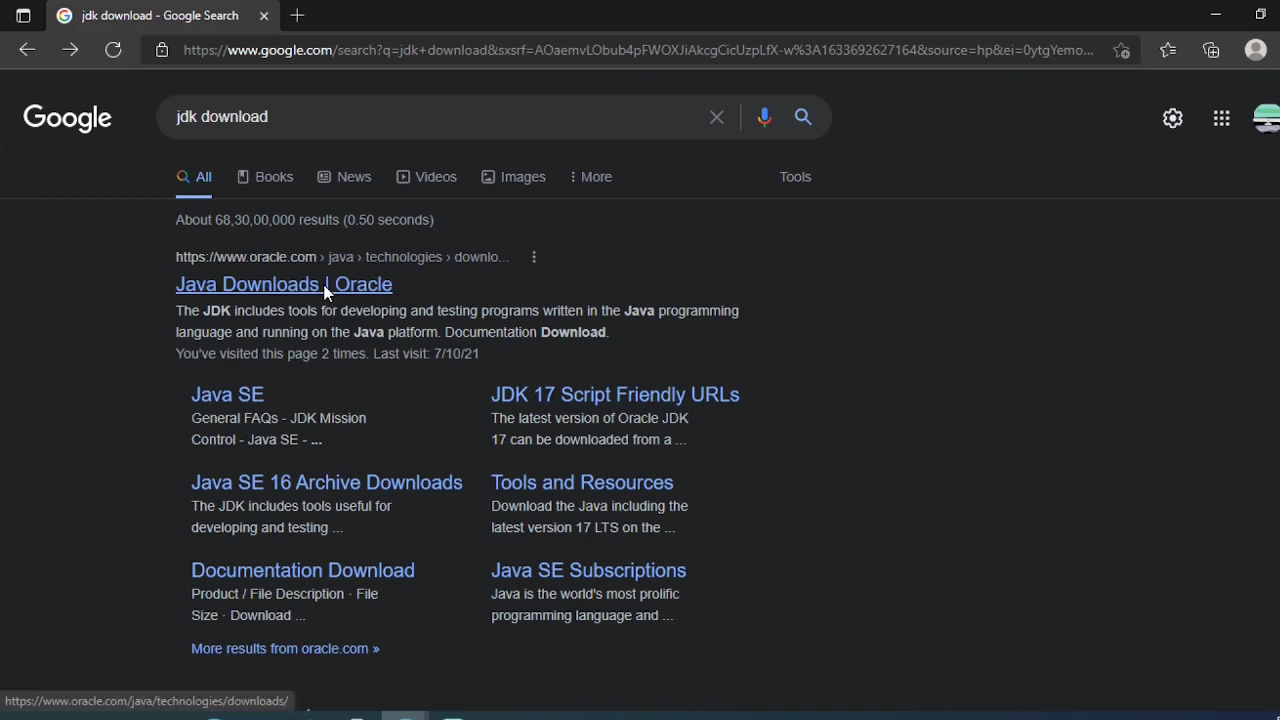 jdk download - Google Search
https://www.google.com/search?q=jdk+download&sxsrf=AOaemvLObub4pFWOXJiAkcgCicUzpLfX-w%3A1633692627164&source=hp&ei=0ytgYemo...
Google
jdk download
All Books News Videos Images More Tools
About 68,30,00,000 results (0.50 seconds)
https://www.oracle.com › java › technologies › downlo...
Java Downloads | Oracle
The JDK includes tools for developing and testing programs written in the Java programming
language and running on the Java platform. Documentation Download.
You've visited this page 2 times. Last visit: 7/10/21
Java SE
General FAQs - JDK Mission
Control - Java SE - ...
JDK 17 Script Friendly URLs
The latest version of Oracle JDK
17 can be downloaded from a ...
Java SE 16 Archive Downloads
The JDK includes tools useful for
developing and testing ...
Tools and Resources
Download the Java including the
latest version 17 LTS on the ...
Documentation Download
Product / File Description · File
Size · Download ...
Java SE Subscriptions
Java is the world's most prolific
programming language and ...
More results from oracle.com »
https://www.oracle.com/java/technologies/downloads/